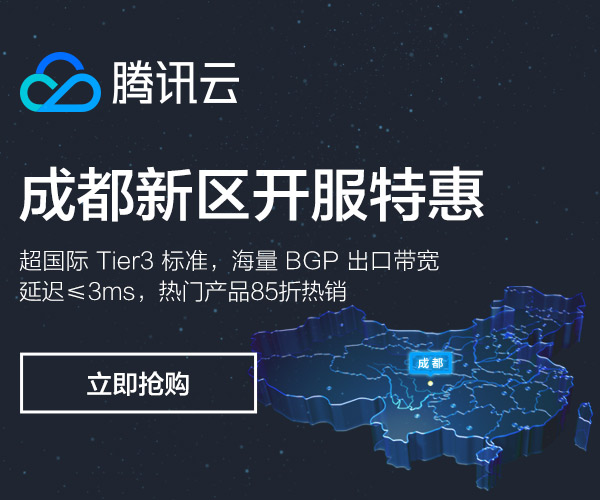 腾讯云
成都新区开服特惠
超国际 Tier3 标准，海量 BGP 出口带宽
延迟≤3ms，热门产品85折热销
成都
立即抢购